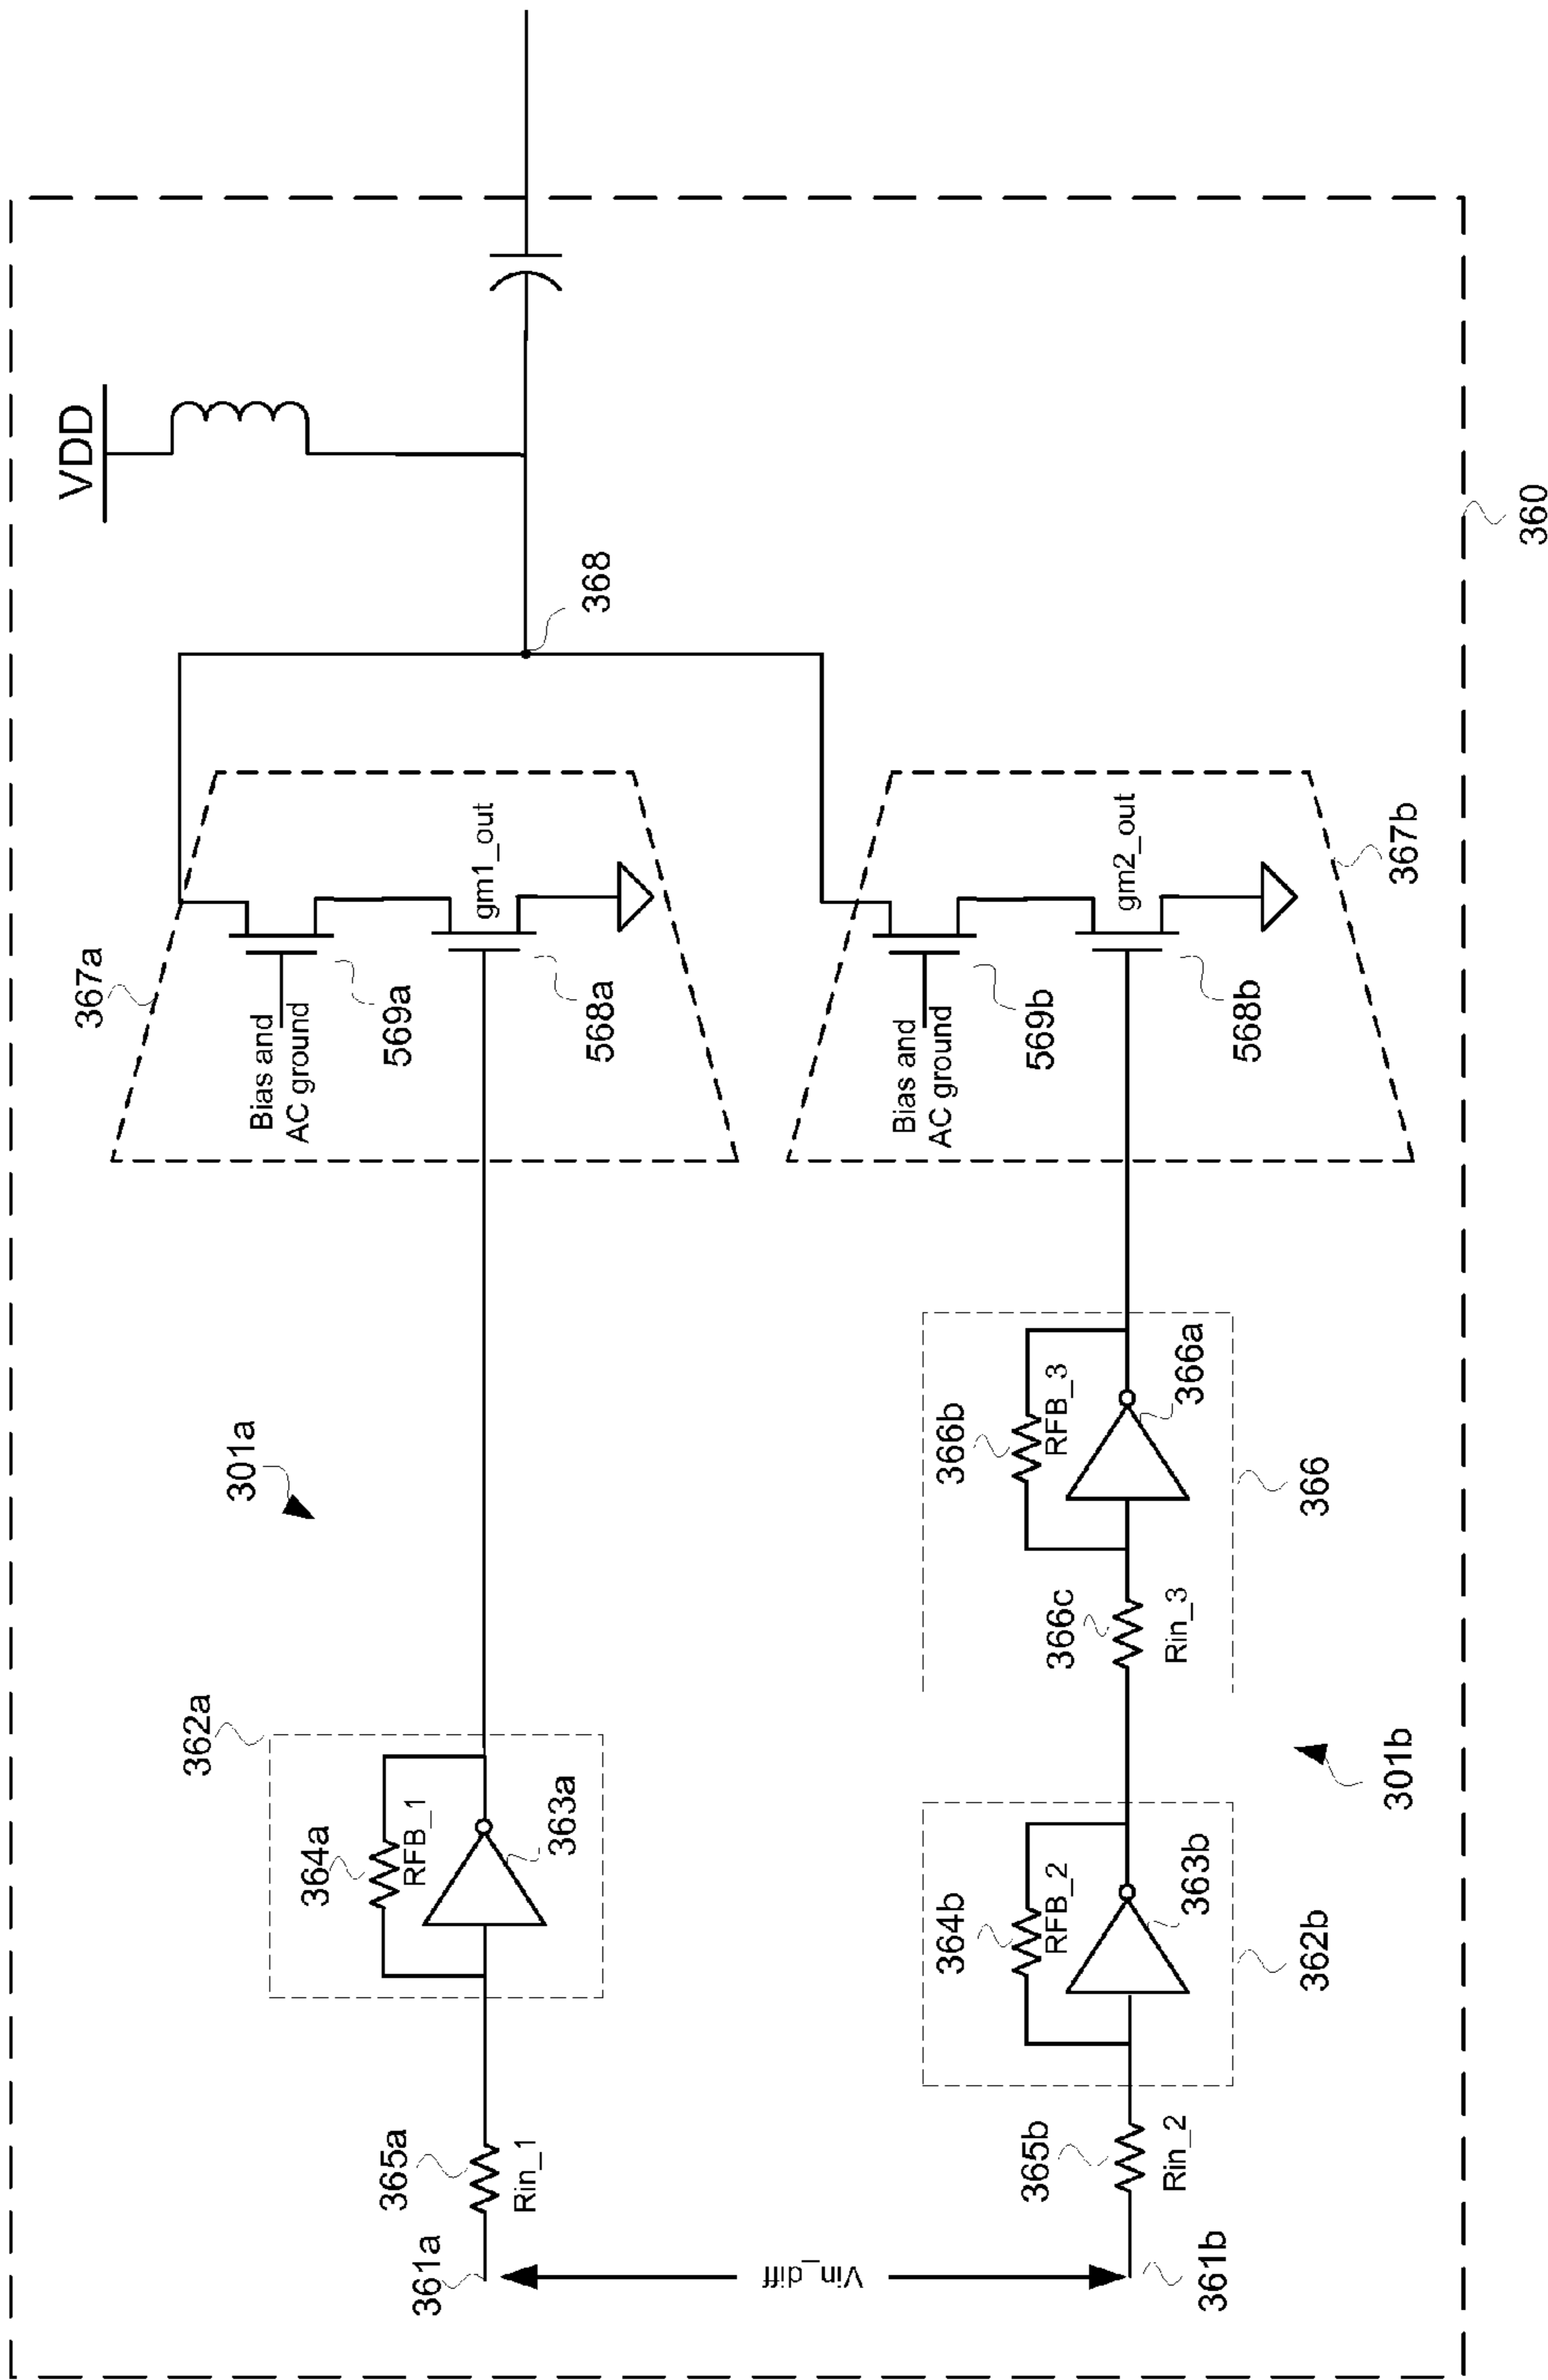 VDD
367a
Bias and
AC ground
569a
gm1_out
568a
368
301a
362a
364a
RFB_1
363a
365a
Rin_1
361a
Vin_diff
361b
365b
Rin_2
364b
RFB_2
363b
362b
301b
366c
Rin_3
366b
RFB_3
366a
366
Bias and
AC ground
569b
gm2_out
568b
367b
360